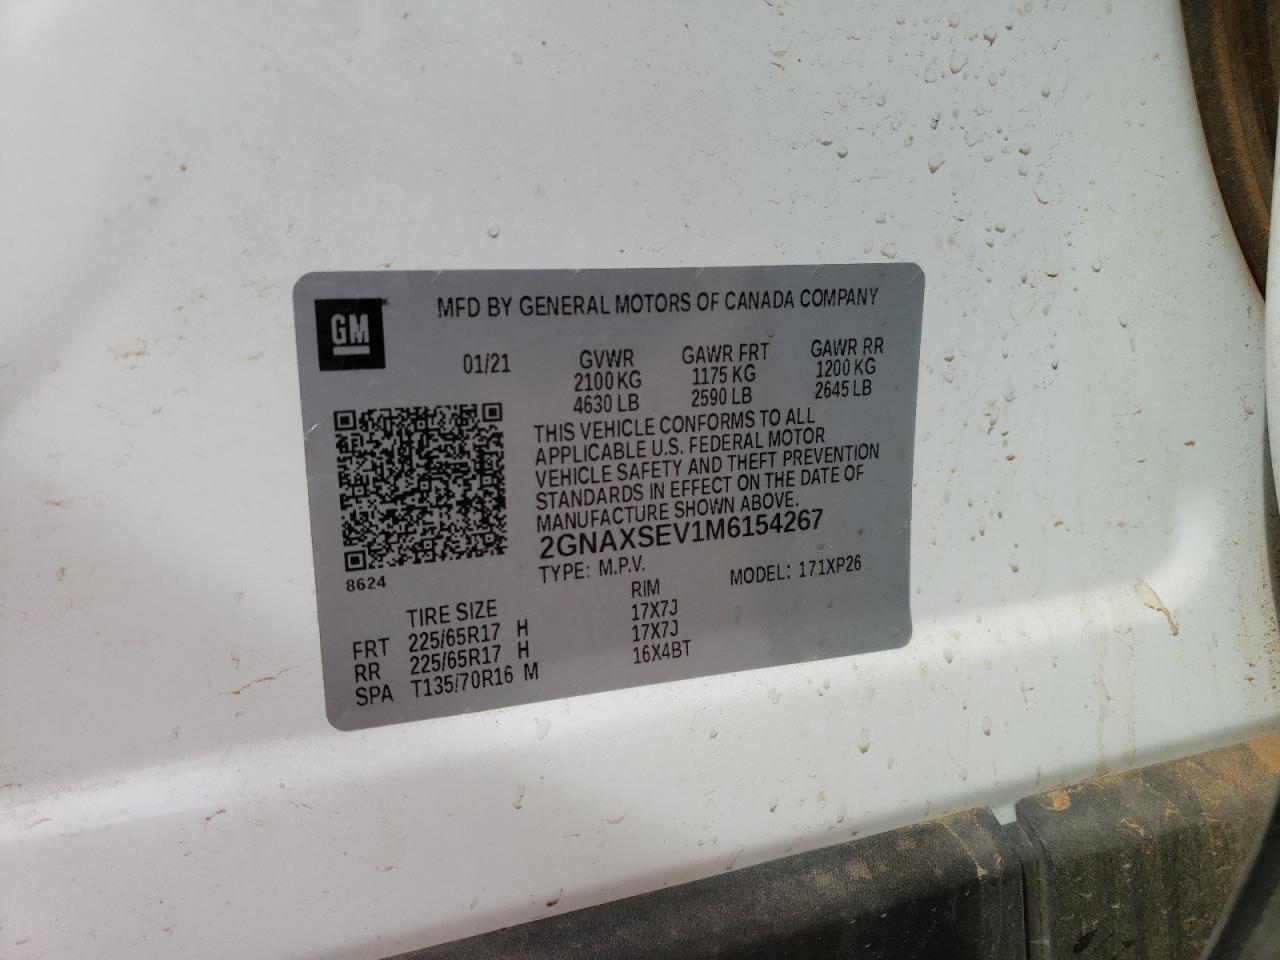 MFD BY GENERAL MOTORS OF CANADA COMPANY
GM
01/21 GVWR GAWR FRT GAWR RR
2100 KG 1175 KG 1200 KG
4630 LB 2590 LB 2645 LB
THIS VEHICLE CONFORMS TO ALL
APPLICABLE U.S. FEDERAL MOTOR
VEHICLE SAFETY AND THEFT PREVENTION
STANDARDS IN EFFECT ON THE DATE OF
MANUFACTURE SHOWN ABOVE.
2GNAXSEV1M6154267
8624
TYPE: M.P.V. MODEL: 171XP26
TIRE SIZE RIM
FRT 225/65R17 H 17X7J
RR 225/65R17 H 17X7J
SPA T135/70R16 M 16X4BT